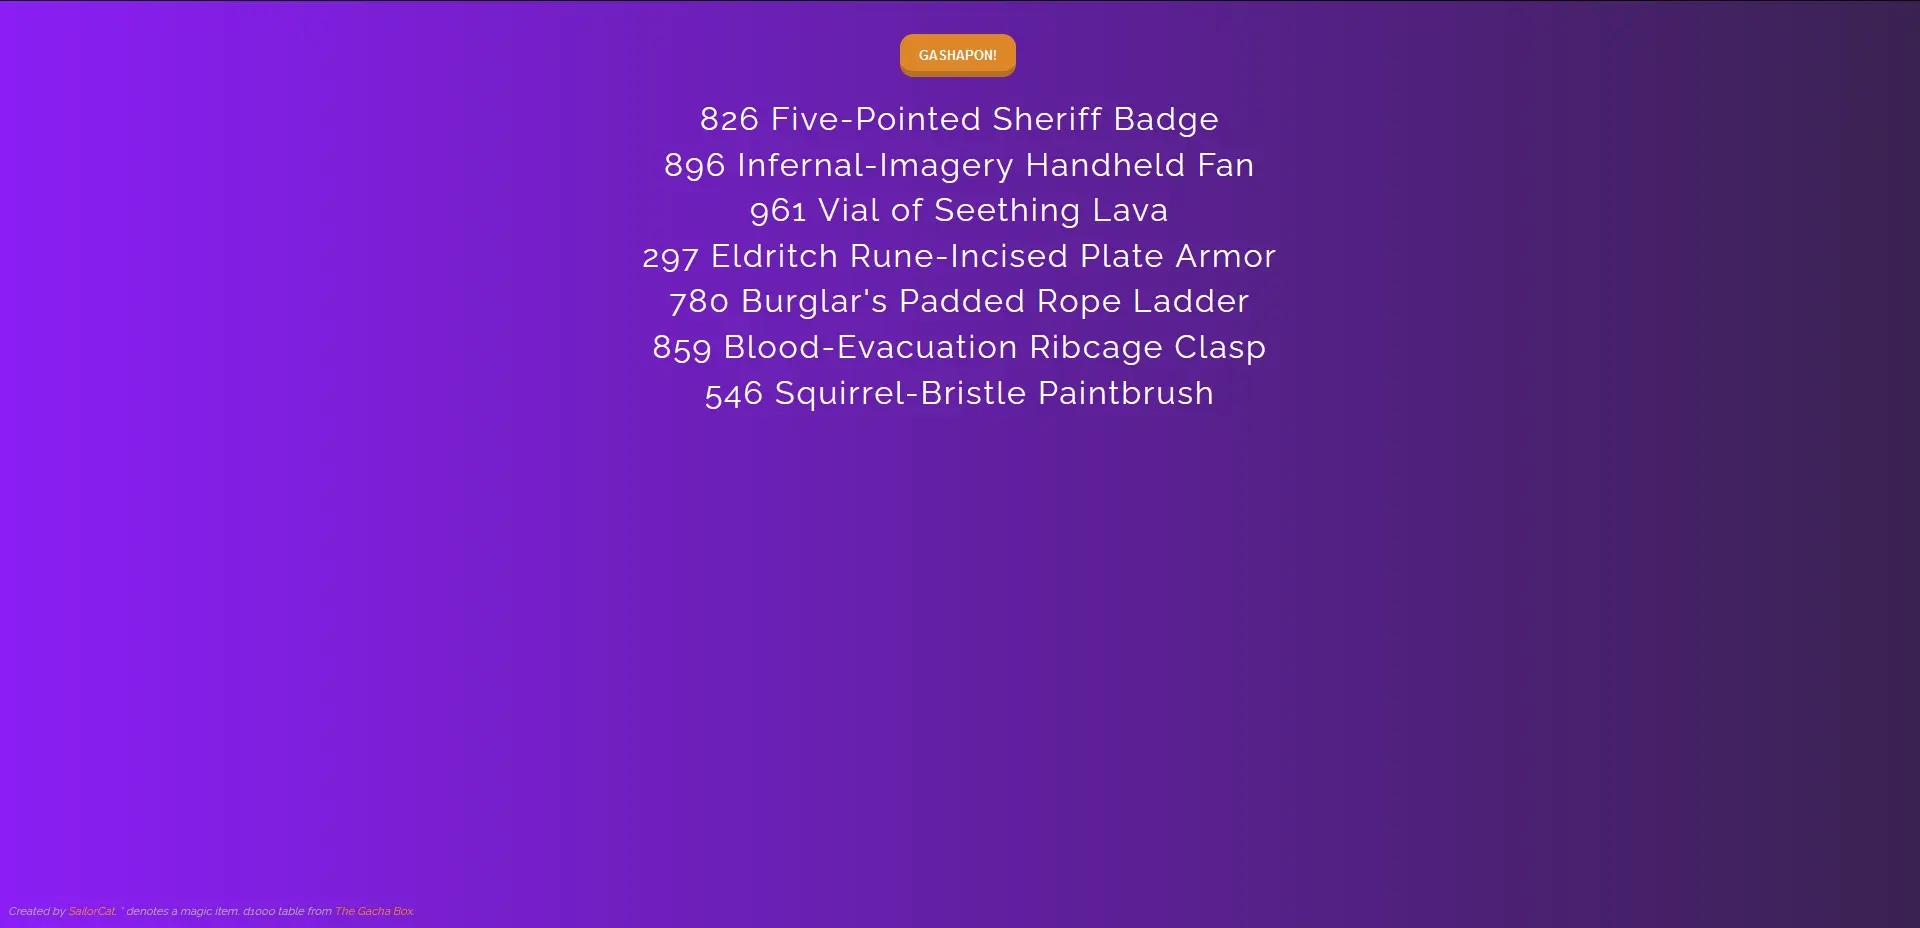 GASHAPON!
826 Five-Pointed Sheriff Badge
896 Infernal-Imagery Handheld Fan
961 Vial of Seething Lava
297 Eldritch Rune-Incised Plate Armor
780 Burglar's Padded Rope Ladder
859 Blood-Evacuation Ribcage Clasp
546 Squirrel-Bristle Paintbrush
Created by SailorCat. * denotes a magic item. d1000 table from The Gacha Box.